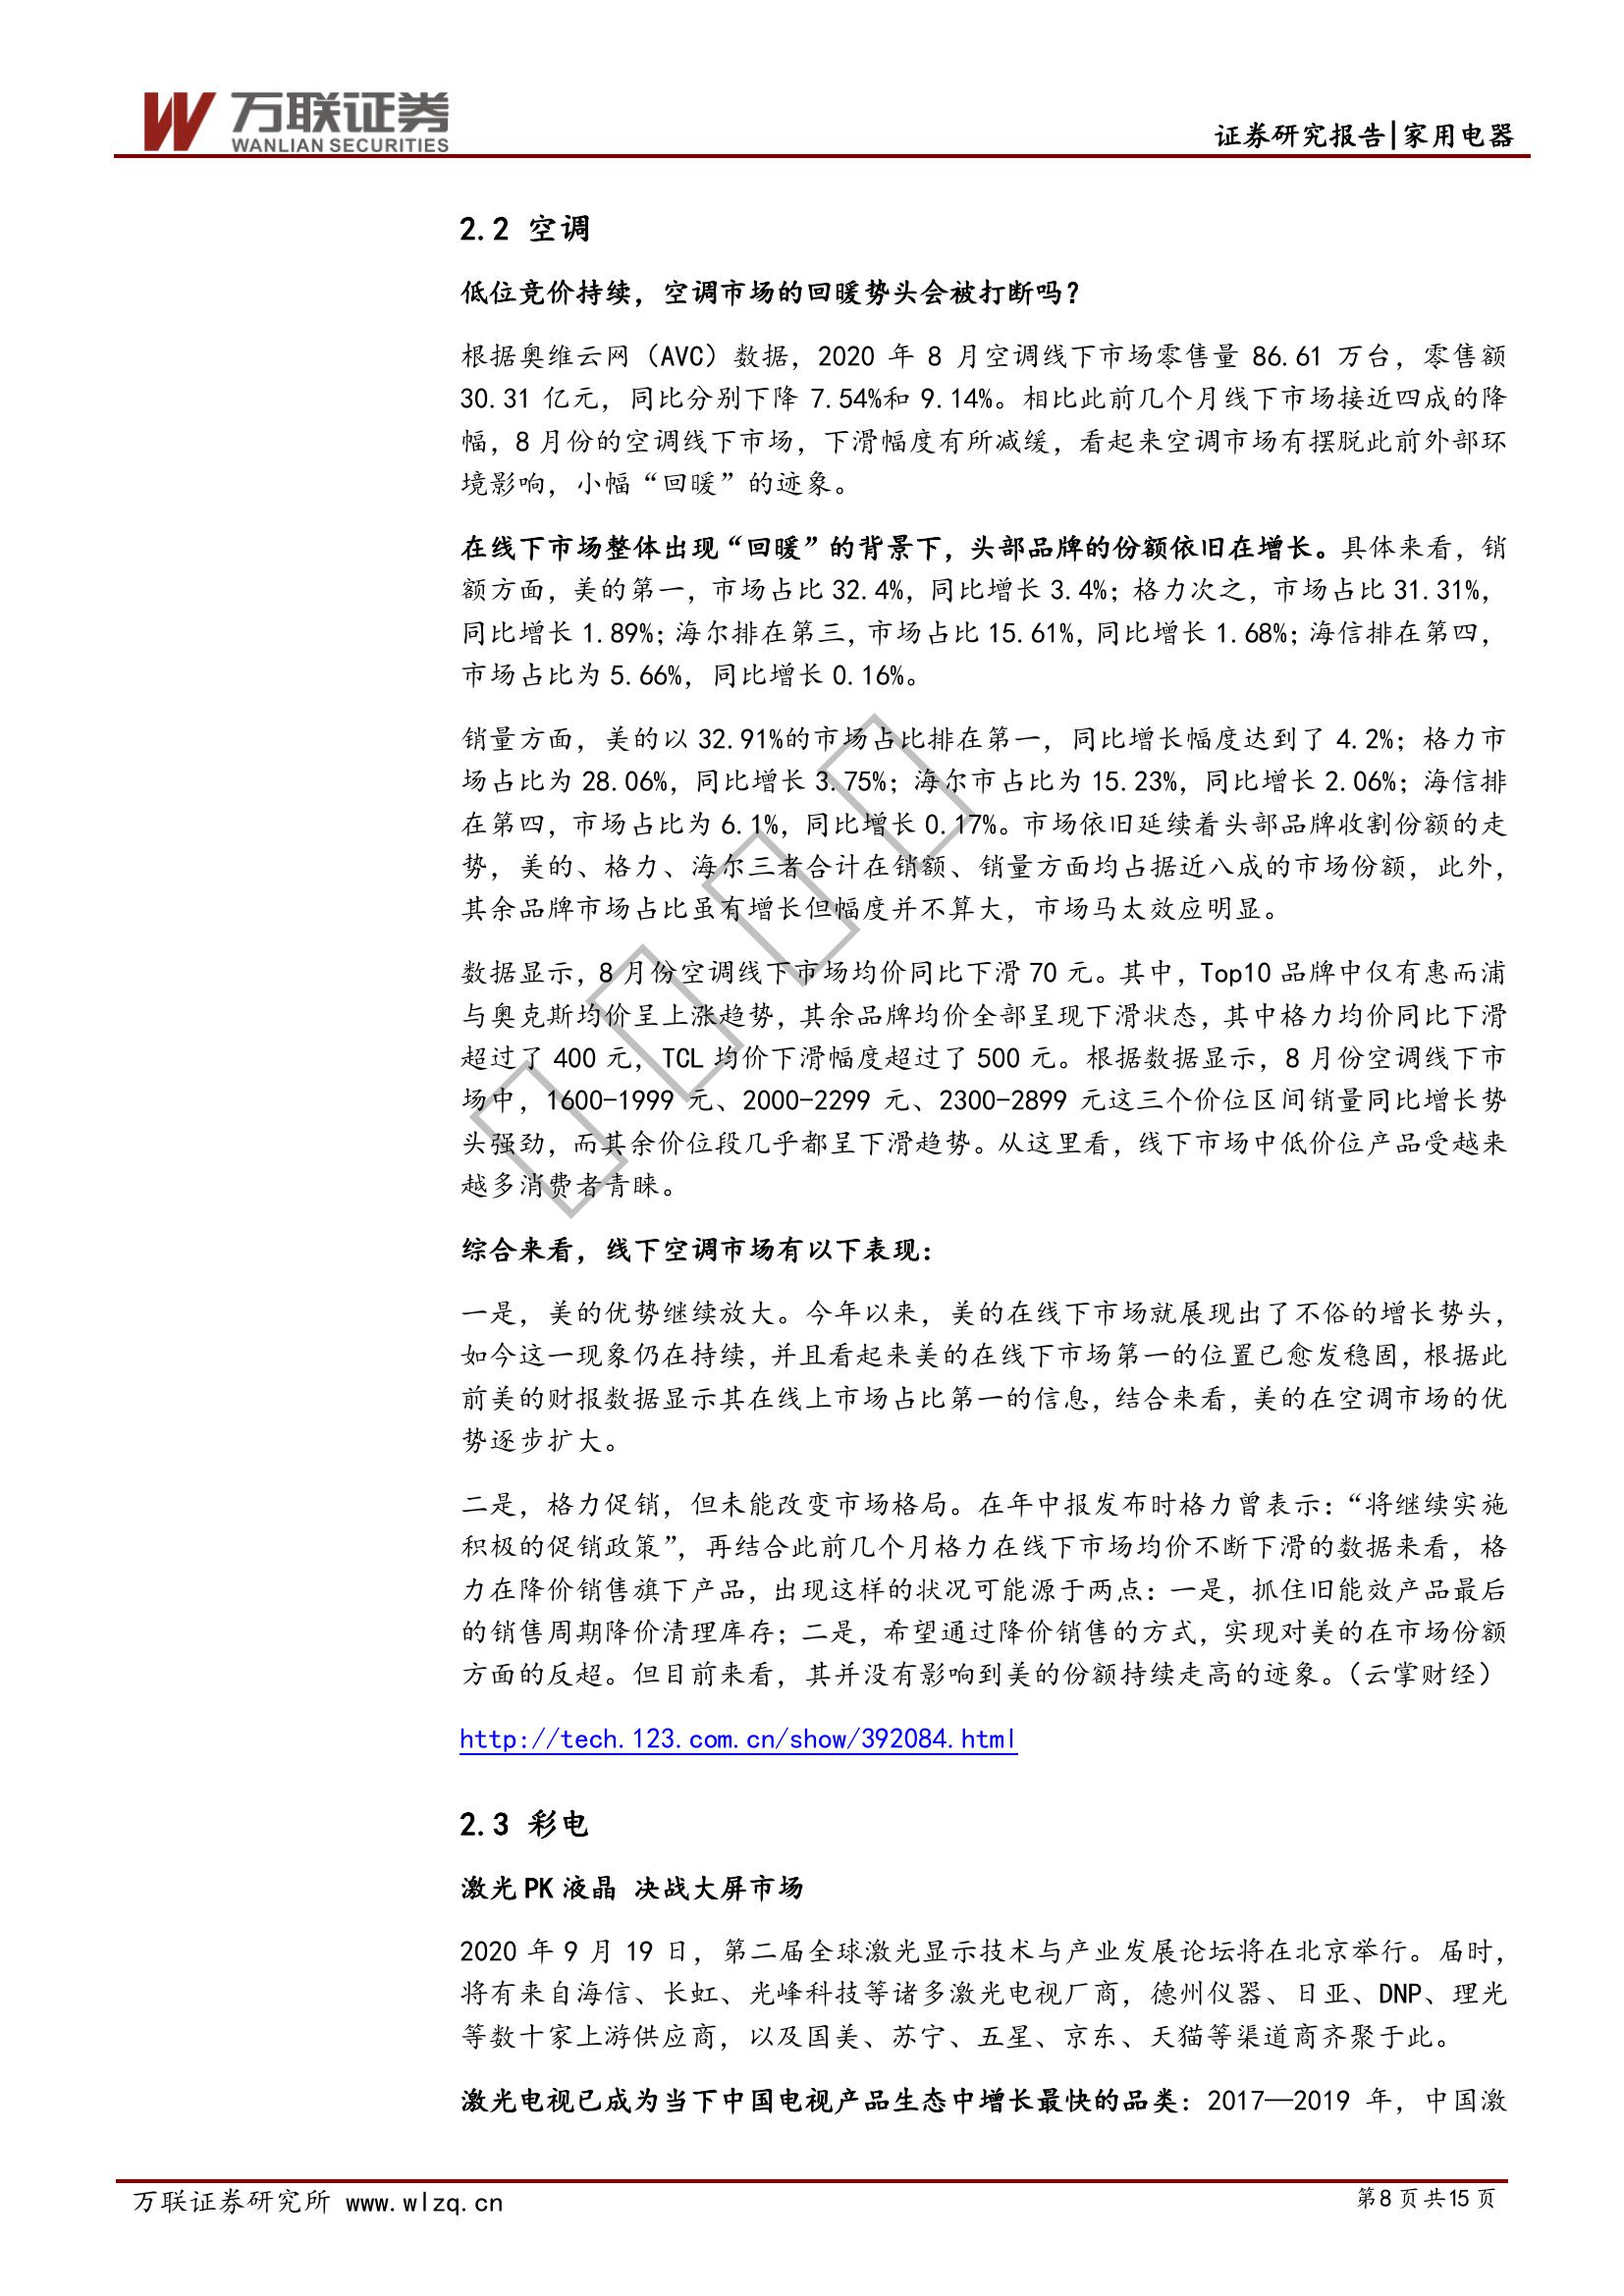 万联证券
WANLIAN SECURITIES
证券研究报告|家用电器
2.2 空调
低位竞价持续，空调市场的回暖势头会被打断吗？
根据奥维云网（AVC）数据，2020 年 8 月空调线下市场零售量 86.61 万台，零售额
30.31 亿元，同比分别下降 7.54%和 9.14%。相比此前几个月线下市场接近四成的降
幅，8 月份的空调线下市场，下滑幅度有所减缓，看起来空调市场有摆脱此前外部环
境影响，小幅“回暖”的迹象。
在线下市场整体出现“回暖”的背景下，头部品牌的份额依旧在增长。具体来看，销
额方面，美的第一，市场占比 32.4%，同比增长 3.4%；格力次之，市场占比 31.31%，
同比增长 1.89%；海尔排在第三，市场占比 15.61%，同比增长 1.68%；海信排在第四，
市场占比为 5.66%，同比增长 0.16%。
销量方面，美的以 32.91%的市场占比排在第一，同比增长幅度达到了 4.2%；格力市
场占比为 28.06%，同比增长 3.75%；海尔市占比为 15.23%，同比增长 2.06%；海信排
在第四，市场占比为 6.1%，同比增长 0.17%。市场依旧延续着头部品牌收割份额的走
势，美的、格力、海尔三者合计在销额、销量方面均占据近八成的市场份额，此外，
其余品牌市场占比虽有增长但幅度并不算大，市场马太效应明显。
数据显示，8 月份空调线下市场均价同比下滑 70 元。其中，Top10 品牌中仅有惠而浦
与奥克斯均价呈上涨趋势，其余品牌均价全部呈现下滑状态，其中格力均价同比下滑
超过了 400 元，TCL 均价下滑幅度超过了 500 元。根据数据显示，8 月份空调线下市
场中，1600-1999 元、2000-2299 元、2300-2899 元这三个价位区间销量同比增长势
头强劲，而其余价位段几乎都呈下滑趋势。从这里看，线下市场中低价位产品受越来
越多消费者青睐。
综合来看，线下空调市场有以下表现：
一是，美的优势继续放大。今年以来，美的在线下市场就展现出了不俗的增长势头，
如今这一现象仍在持续，并且看起来美的在线下市场第一的位置已愈发稳固，根据此
前美的财报数据显示其在线上市场占比第一的信息，结合来看，美的在空调市场的优
势逐步扩大。
二是，格力促销，但未能改变市场格局。在年中报发布时格力曾表示：“将继续实施
积极的促销政策”，再结合此前几个月格力在线下市场均价不断下滑的数据来看，格
力在降价销售旗下产品，出现这样的状况可能源于两点：一是，抓住旧能效产品最后
的销售周期降价清理库存；二是，希望通过降价销售的方式，实现对美的在市场份额
方面的反超。但目前来看，其并没有影响到美的份额持续走高的迹象。（云掌财经）
http://tech.123.com.cn/show/392084.html
2.3 彩电
激光 PK 液晶 决战大屏市场
2020 年 9 月 19 日，第二届全球激光显示技术与产业发展论坛将在北京举行。届时，
将有来自海信、长虹、光峰科技等诸多激光电视厂商，德州仪器、日亚、DNP、理光
等数十家上游供应商，以及国美、苏宁、五星、京东、天猫等渠道商齐聚于此。
激光电视已成为当下中国电视产品生态中增长最快的品类：2017—2019 年，中国激
万联证券研究所 www.wlzq.cn
第8页共15页